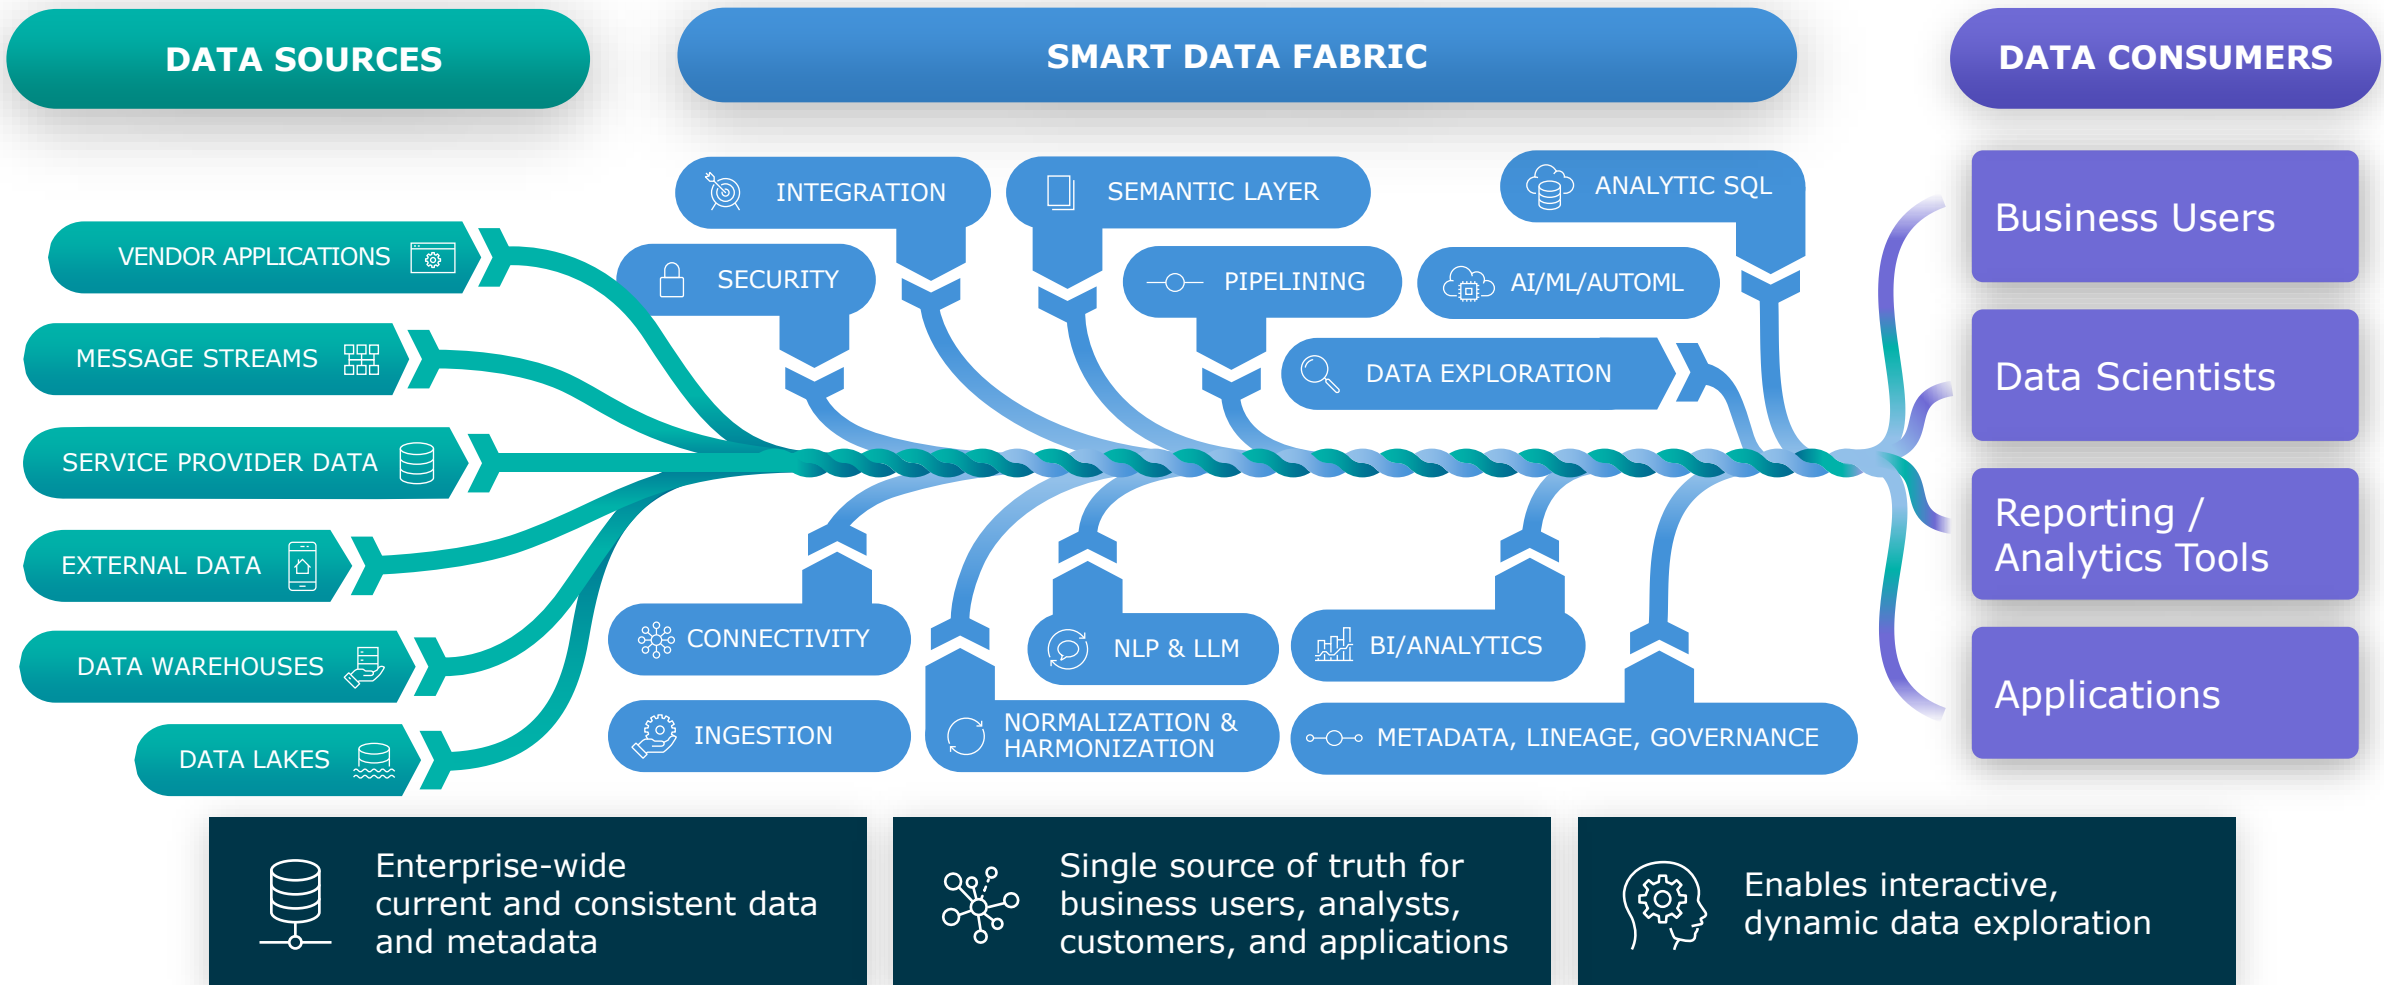 DATA SOURCES
SMART DATA FABRIC
DATA CONSUMERS
VENDOR APPLICATIONS
MESSAGE STREAMS
SERVICE PROVIDER DATA
EXTERNAL DATA
DATA WAREHOUSES
DATA LAKES
INTEGRATION
SEMANTIC LAYER
ANALYTIC SQL
SECURITY
PIPELINING
AI/ML/AUTOML
DATA EXPLORATION
CONNECTIVITY
NLP & LLM
BI/ANALYTICS
INGESTION
NORMALIZATION &
HARMONIZATION
METADATA, LINEAGE, GOVERNANCE
Business Users
Data Scientists
Reporting /
Analytics Tools
Applications
Enterprise-wide
current and consistent data
and metadata
Single source of truth for
business users, analysts,
customers, and applications
Enables interactive,
dynamic data exploration